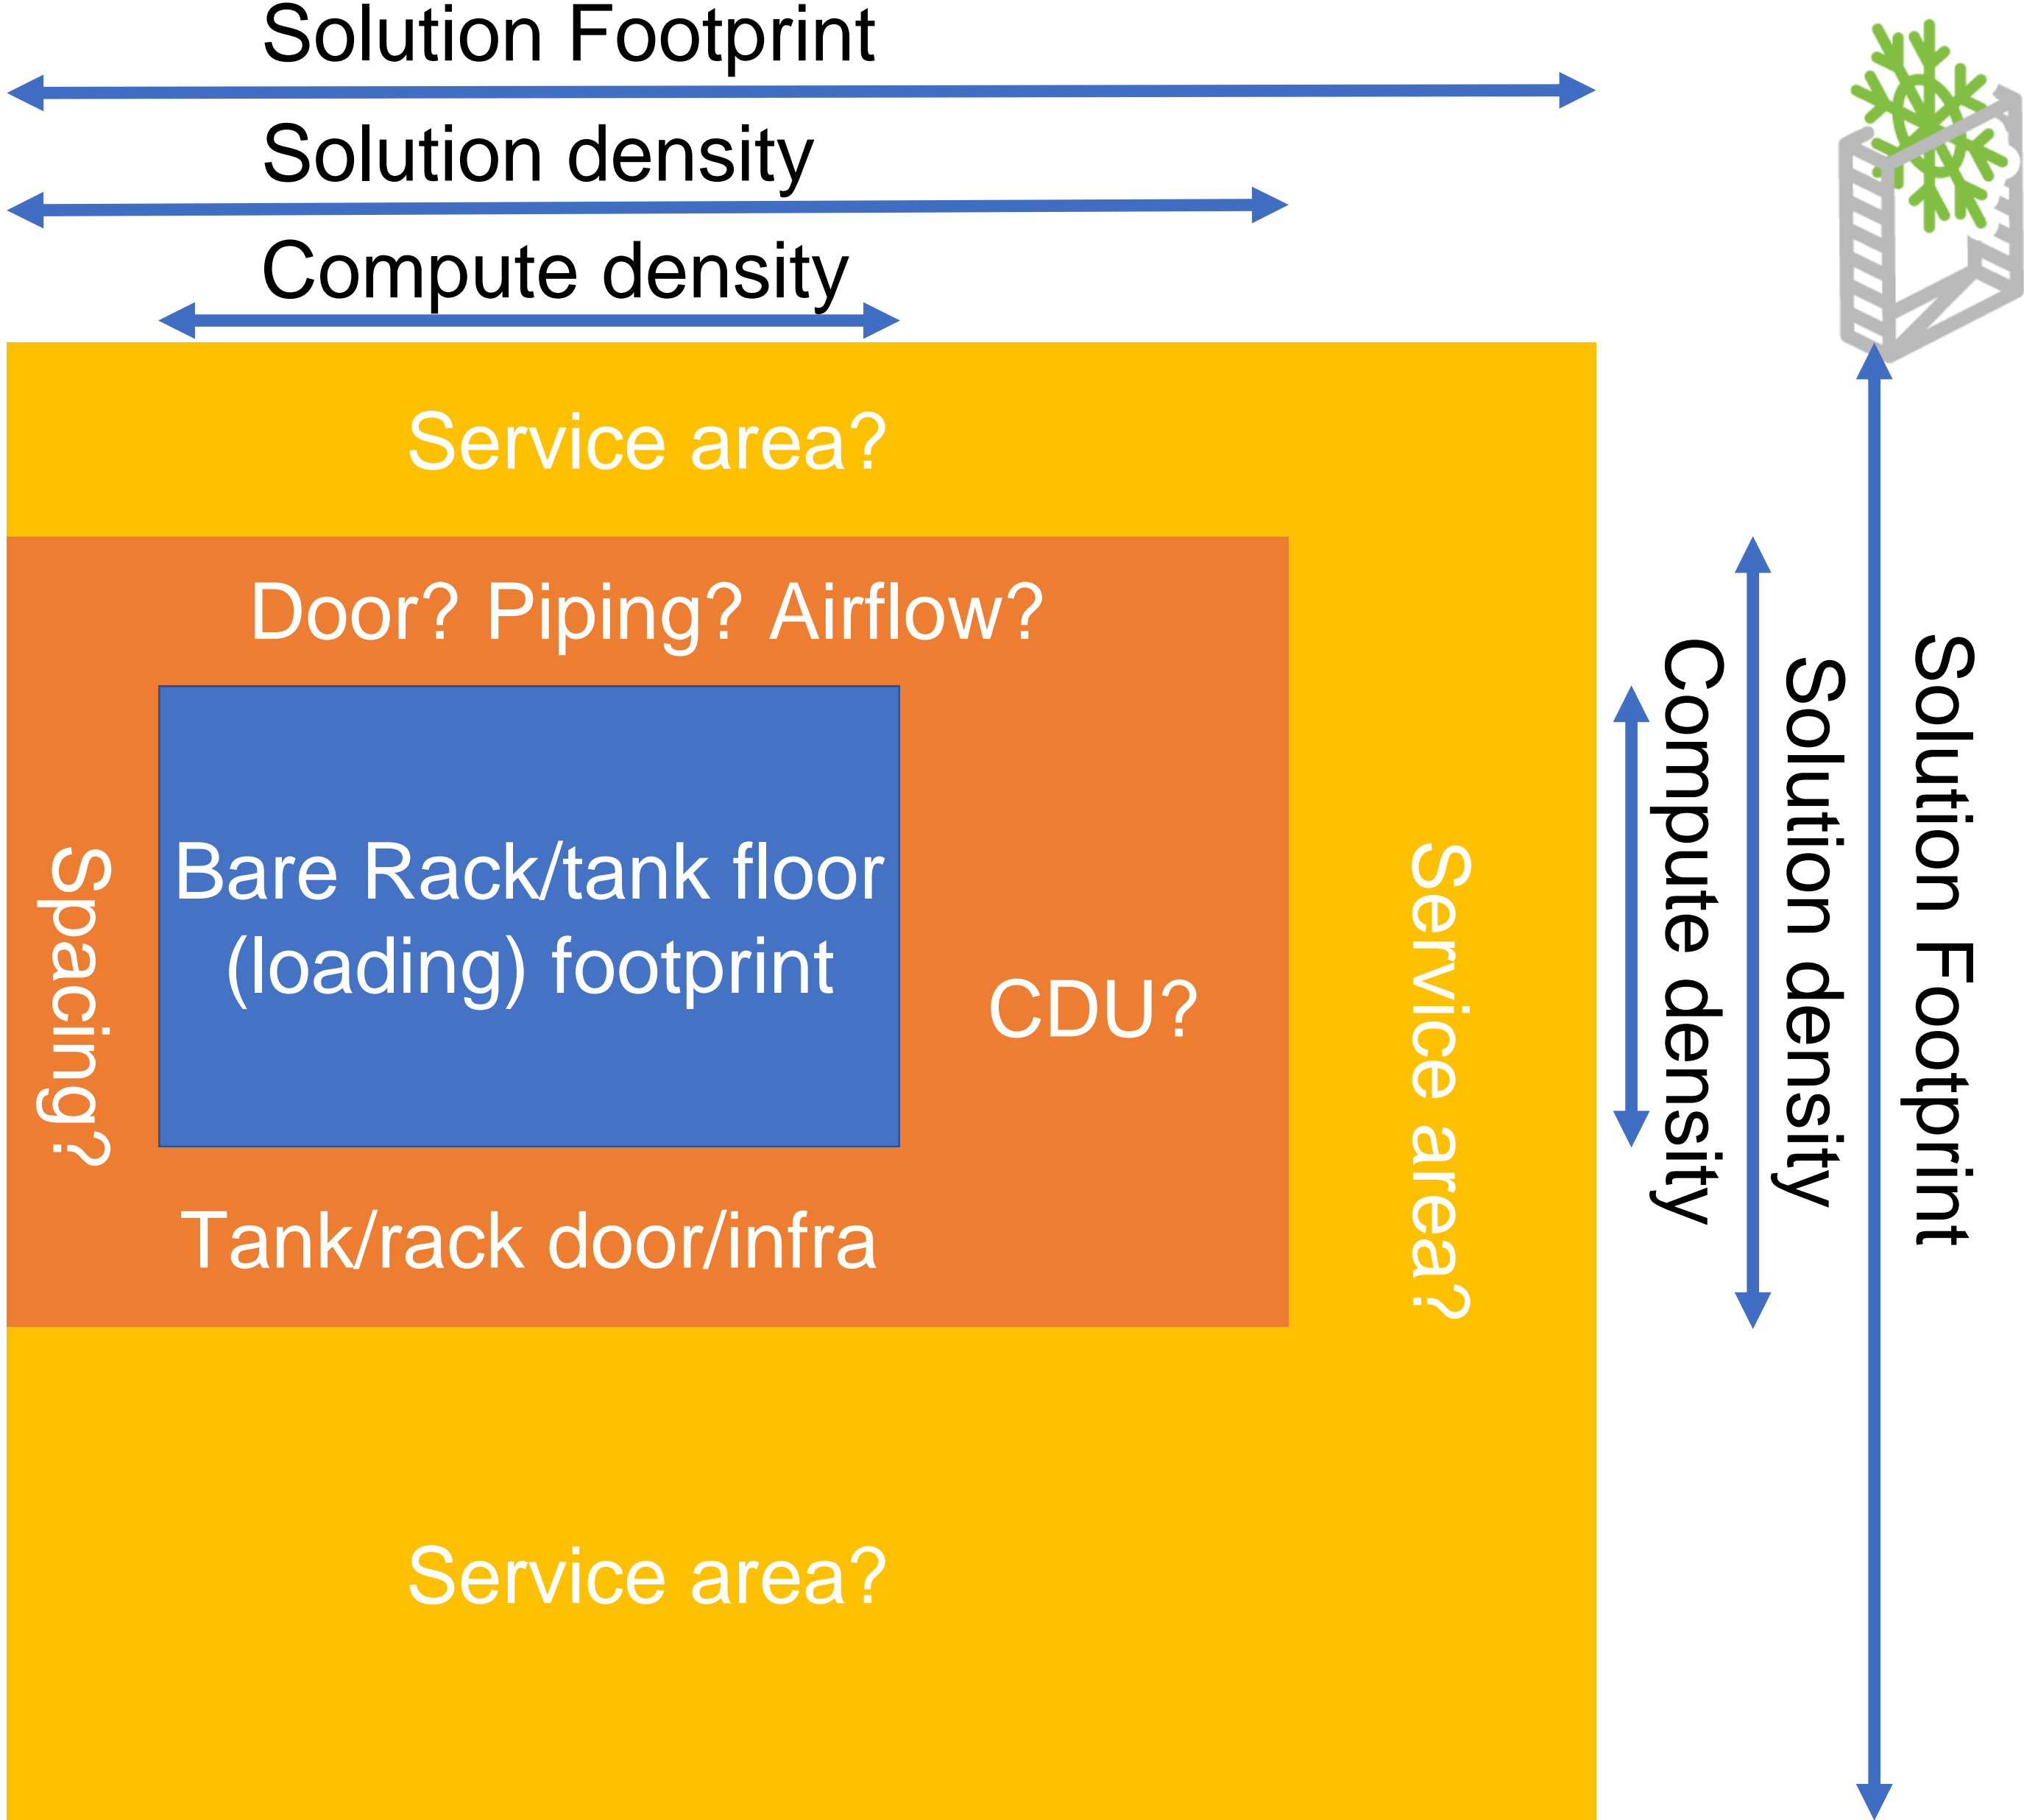 Solution Footprint
Solution density
Compute density
Service area?
Door? Piping? Airflow?
Bare Rack/tank floor
(loading) footprint
Spacing?
CDU?
Tank/rack door/infra
Service area?
Service area?
Compute density
Solution density
Solution Footprint